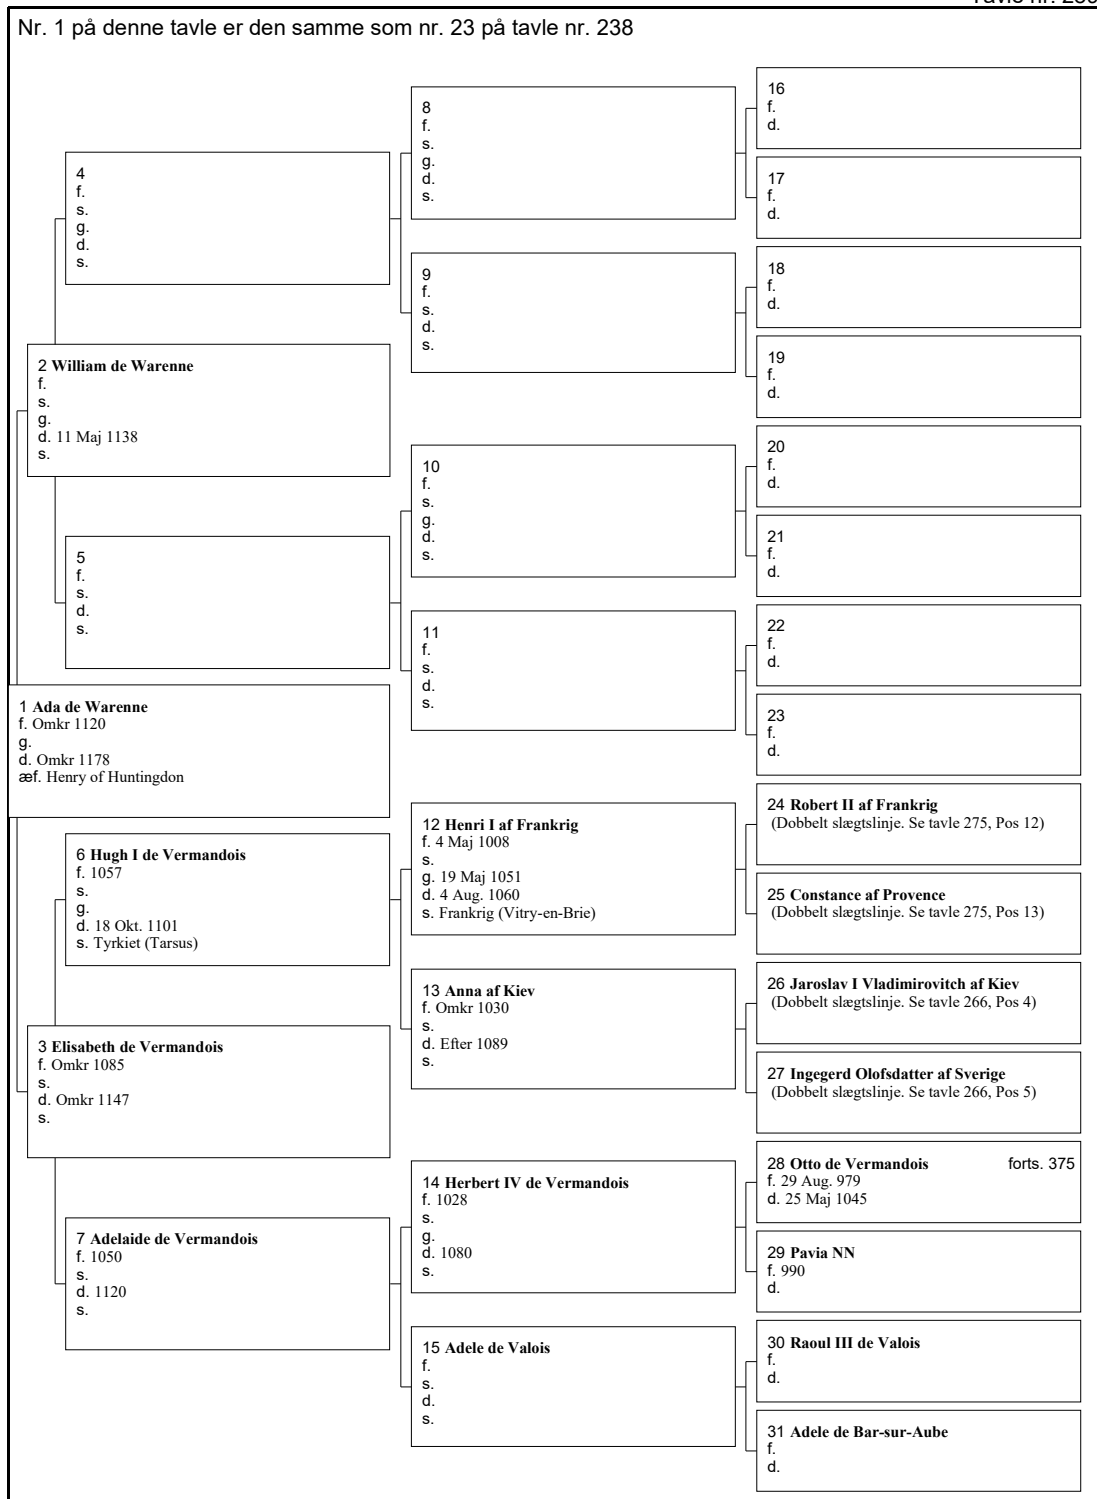 Nr. 1 på denne tavle er den samme som nr. 23 på tavle nr. 238
16
f.
d.
8
f.
s.
g.
d.
s.
4
f.
s.
g.
d.
s.
17
f.
d.
18
f.
d.
9
f.
s.
d.
s.
19
f.
d.
2 William de Warenne
f.
s.
g.
d. 11 Maj 1138
s.
20
f.
d.
10
f.
s.
g.
d.
s.
21
f.
d.
5
f.
s.
d.
s.
22
f.
d.
11
f.
s.
d.
s.
23
f.
d.
1 Ada de Warenne
f. Omkr 1120
g.
d. Omkr 1178
æf. Henry of Huntingdon
24 Robert II af Frankrig
(Dobbelt slægtslinje. Se tavle 275, Pos 12)
12 Henri I af Frankrig
f. 4 Maj 1008
s.
g. 19 Maj 1051
d. 4 Aug. 1060
s. Frankrig (Vitry-en-Brie)
6 Hugh I de Vermandois
f. 1057
s.
g.
d. 18 Okt. 1101
s. Tyrkiet (Tarsus)
25 Constance af Provence
(Dobbelt slægtslinje. Se tavle 275, Pos 13)
26 Jaroslav I Vladimirovitch af Kiev
(Dobbelt slægtslinje. Se tavle 266, Pos 4)
13 Anna af Kiev
f. Omkr 1030
s.
d. Efter 1089
s.
27 Ingegerd Olofsdatter af Sverige
(Dobbelt slægtslinje. Se tavle 266, Pos 5)
3 Elisabeth de Vermandois
f. Omkr 1085
s.
d. Omkr 1147
s.
28 Otto de Vermandois forts. 375
f. 29 Aug. 979
d. 25 Maj 1045
14 Herbert IV de Vermandois
f. 1028
s.
g.
d. 1080
s.
7 Adelaide de Vermandois
f. 1050
s.
d. 1120
s.
29 Pavia NN
f. 990
d.
15 Adele de Valois
f.
s.
d.
s.
30 Raoul III de Valois
f.
d.
31 Adele de Bar-sur-Aube
f.
d.